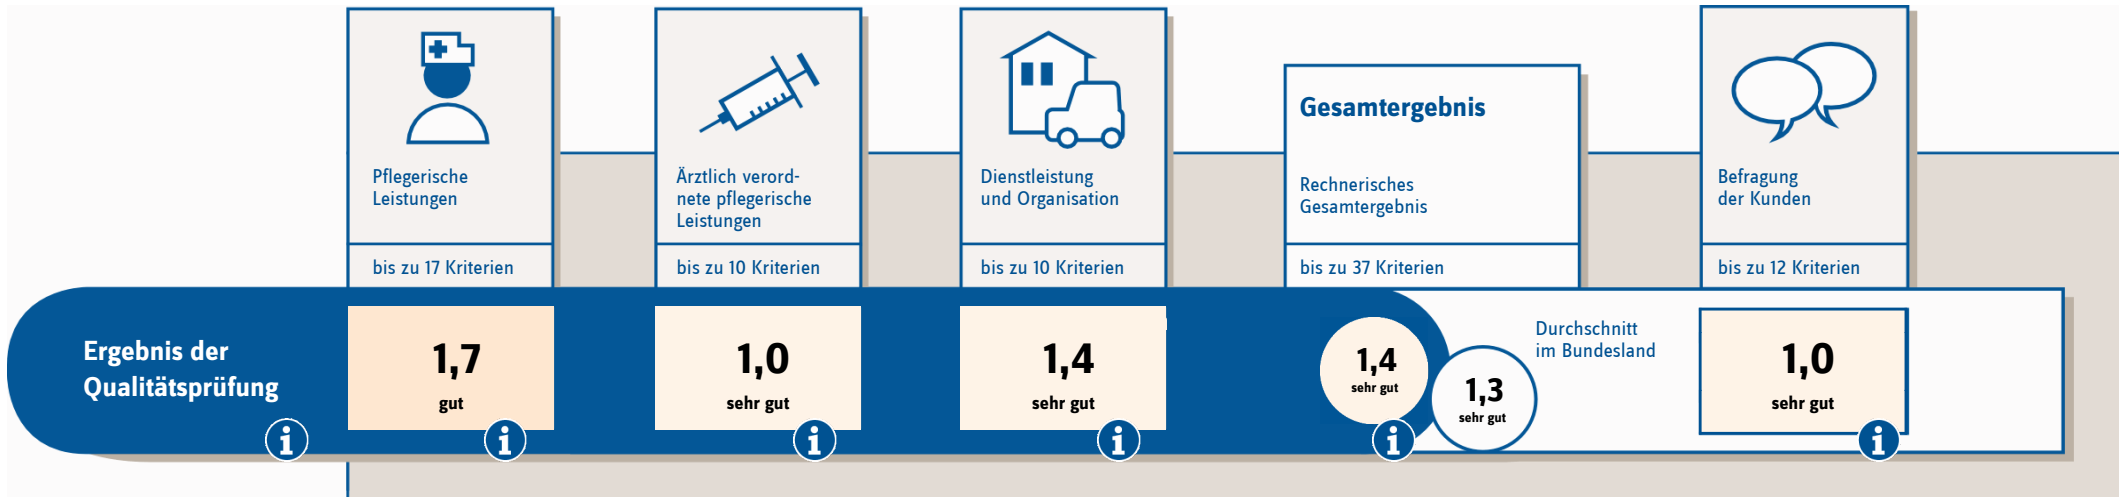 Pflegerische
Leistungen
bis zu 17 Kriterien
Ärztlich verord-
nete pflegerische
Leistungen
bis zu 10 Kriterien
Dienstleistung
und Organisation
bis zu 10 Kriterien
Gesamtergebnis
Rechnerisches
Gesamtergebnis
bis zu 37 Kriterien
Befragung
der Kunden
bis zu 12 Kriterien
Ergebnis der
Qualitätsprüfung
i
1,7
gut
i
1,0
sehr gut
i
1,4
sehr gut
i
1,4
sehr gut
i
1,3
sehr gut
Durchschnitt
im Bundesland
1,0
sehr gut
i